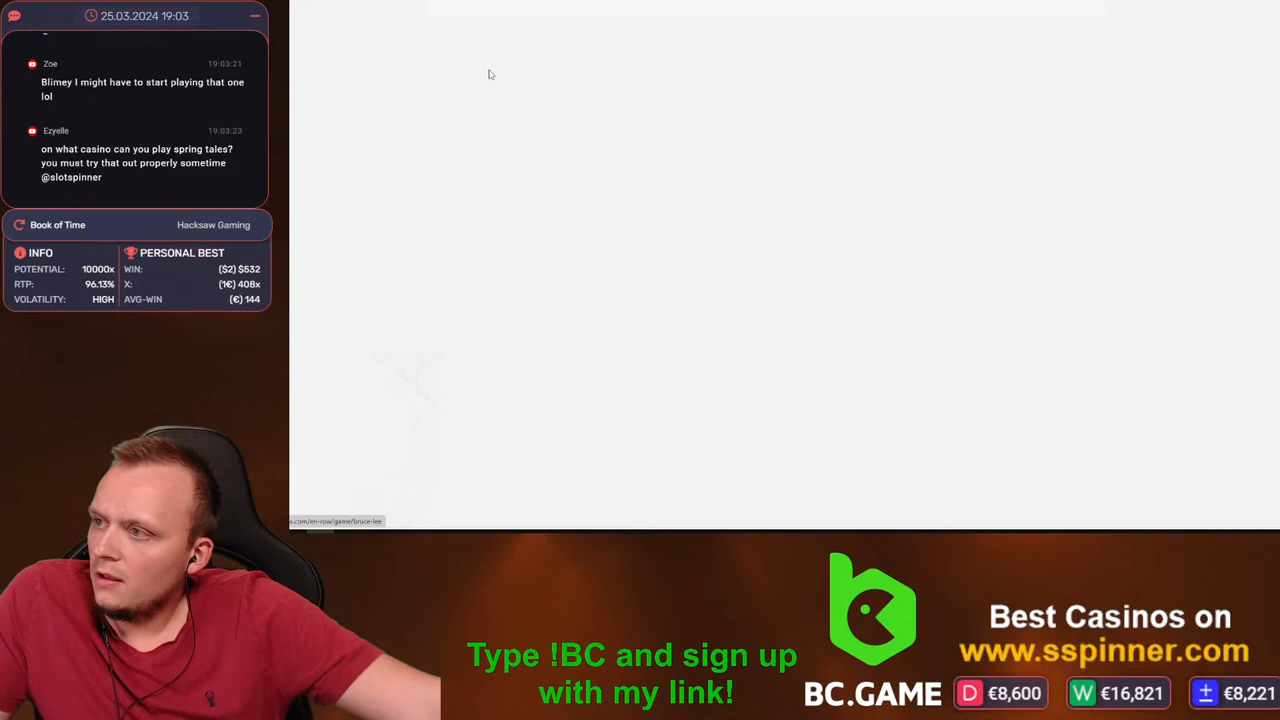 25.03.2024 19:03
Zoe 19:03:21
Blimey I might have to start playing that one
lol
Ezyelle 19:03:23
on what casino can you play spring tales?
you must try that out properly sometime
@slotspinner
Book of Time Hacksaw Gaming
INFO
POTENTIAL: 10000x
RTP: 96.13%
VOLATILITY: HIGH
PERSONAL BEST
WIN: ($2) $532
X: (1€) 408x
AVG-WIN (€) 144
s.com/en-row/game/bruce-lee
Type !BC and sign up
with my link!
BC.GAME
Best Casinos on
www.sspinner.com
D €8,600
W €16,821
± €8,221